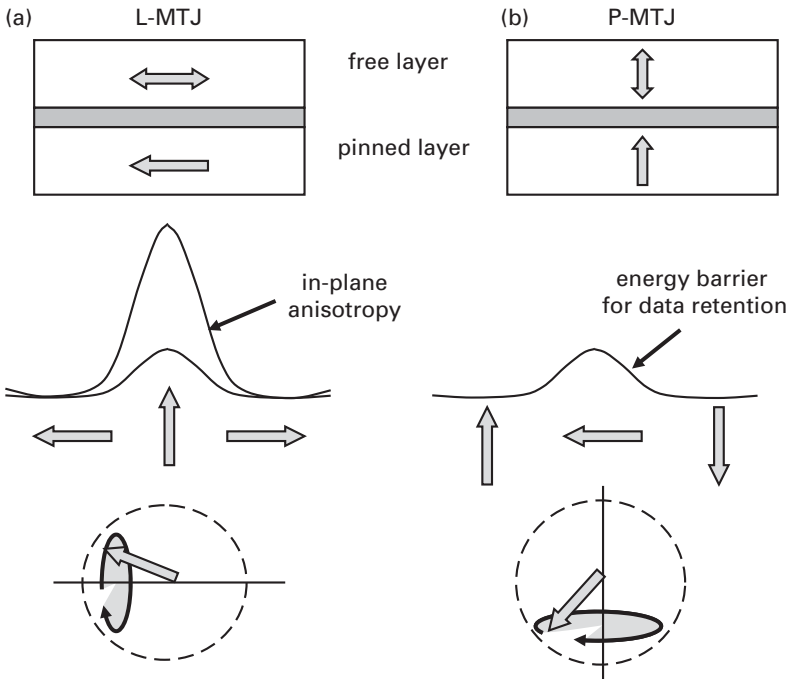 (a)
L-MTJ
(b)
P-MTJ
free layer
pinned layer
in-plane
anisotropy
energy barrier
for data retention